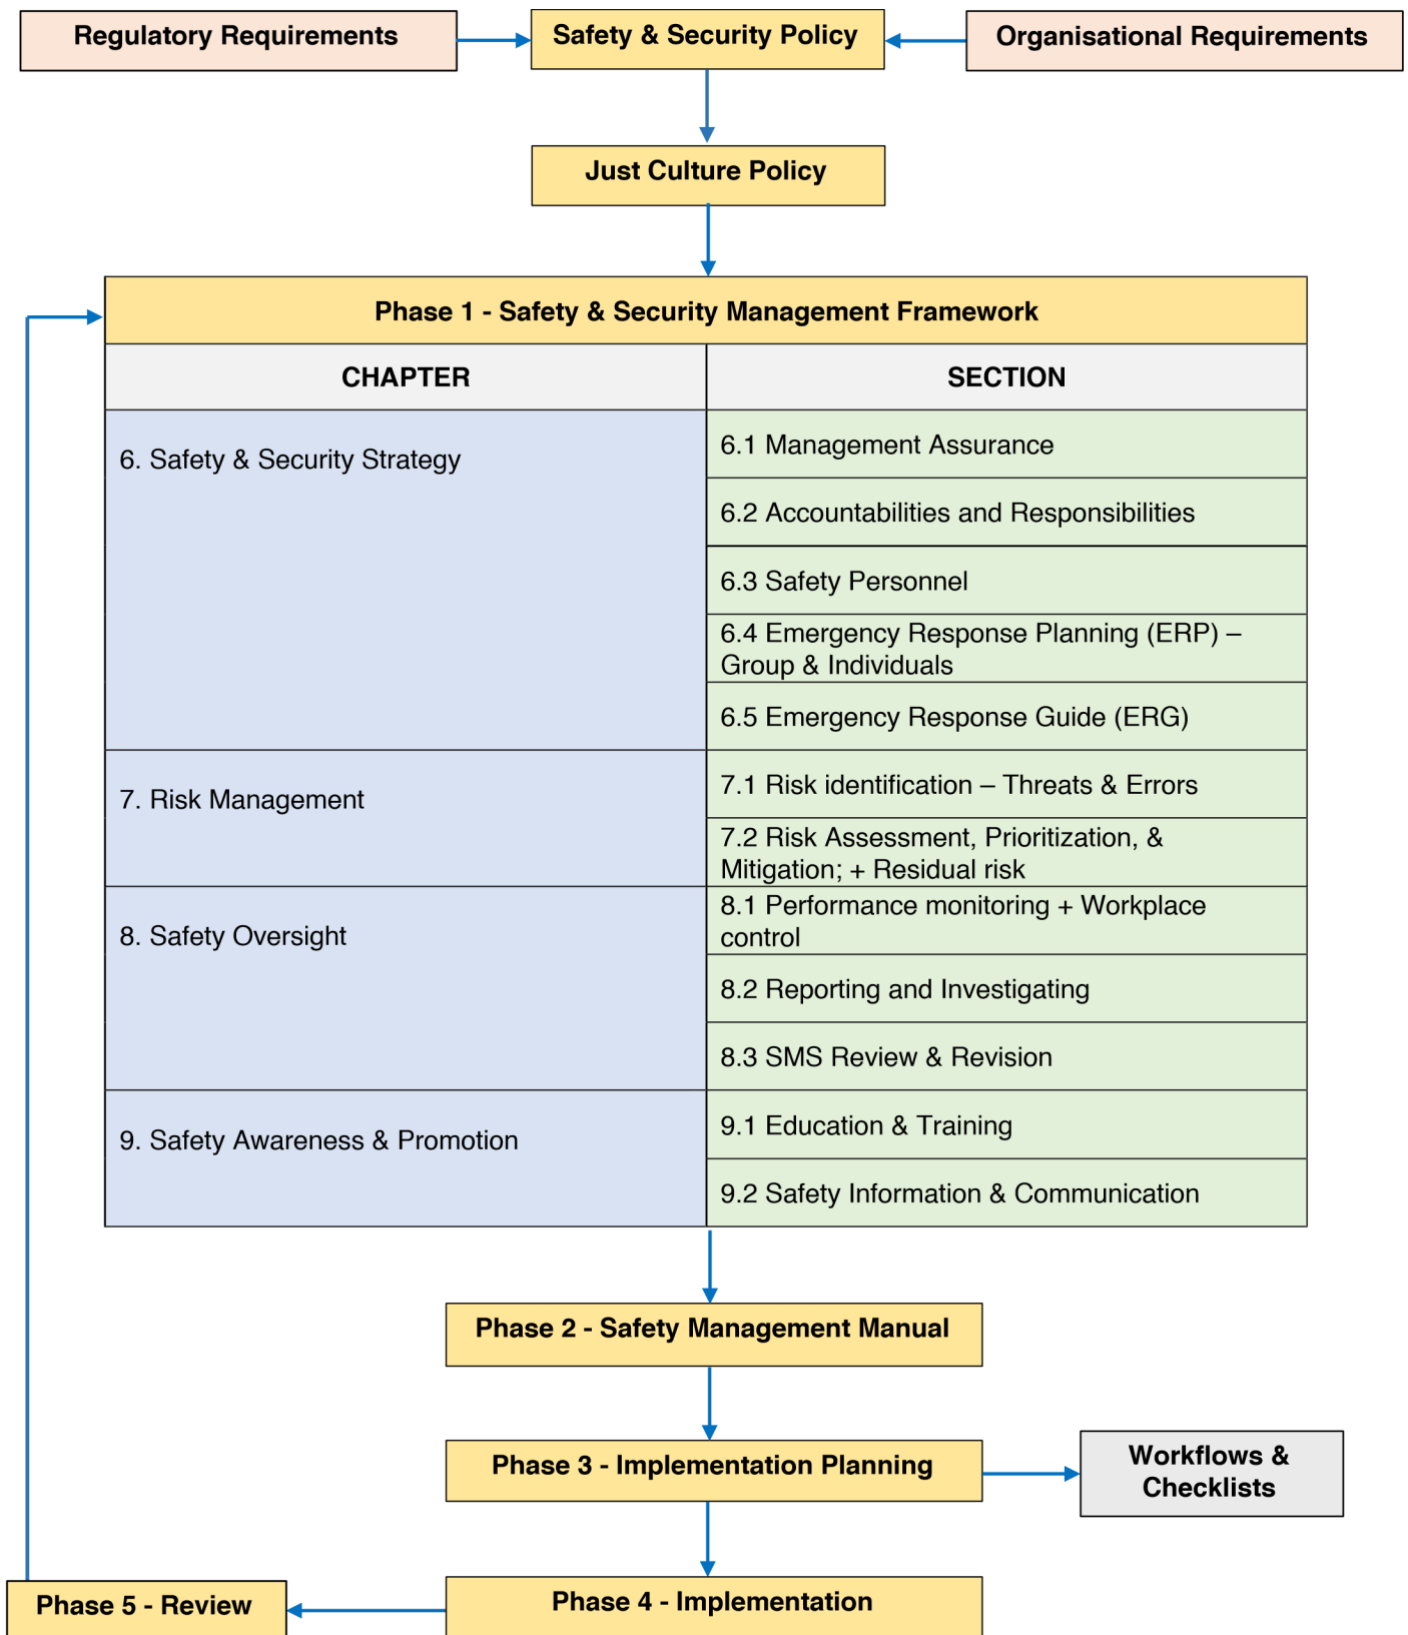 Regulatory Requirements
Safety & Security Policy
Organisational Requirements
Just Culture Policy
Phase 1 - Safety & Security Management Framework
CHAPTER
SECTION
6. Safety & Security Strategy
6.1 Management Assurance
6.2 Accountabilities and Responsibilities
6.3 Safety Personnel
6.4 Emergency Response Planning (ERP) –
Group & Individuals
6.5 Emergency Response Guide (ERG)
7. Risk Management
7.1 Risk identification – Threats & Errors
7.2 Risk Assessment, Prioritization, &
Mitigation; + Residual risk
8. Safety Oversight
8.1 Performance monitoring + Workplace
control
8.2 Reporting and Investigating
8.3 SMS Review & Revision
9. Safety Awareness & Promotion
9.1 Education & Training
9.2 Safety Information & Communication
Phase 2 - Safety Management Manual
Phase 3 - Implementation Planning
Workflows &
Checklists
Phase 4 - Implementation
Phase 5 - Review